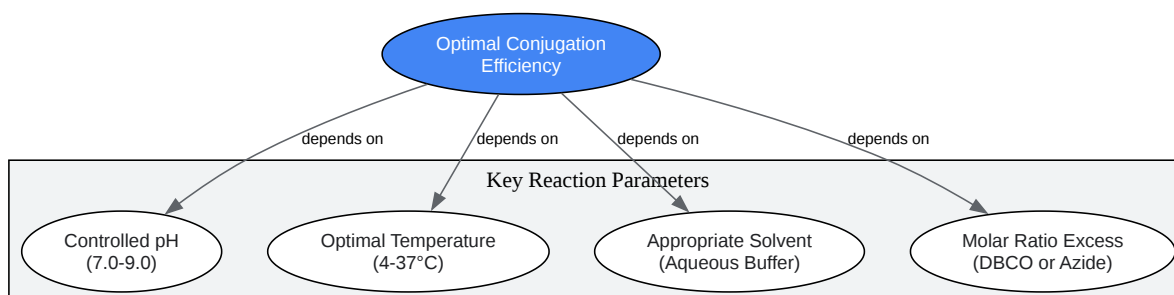 Optimal Conjugation
Efficiency
depends on
depends on
depends on
depends on
Key Reaction Parameters
Controlled pH
(7.0-9.0)
Optimal Temperature
(4-37°C)
Appropriate Solvent
(Aqueous Buffer)
Molar Ratio Excess
(DBCO or Azide)